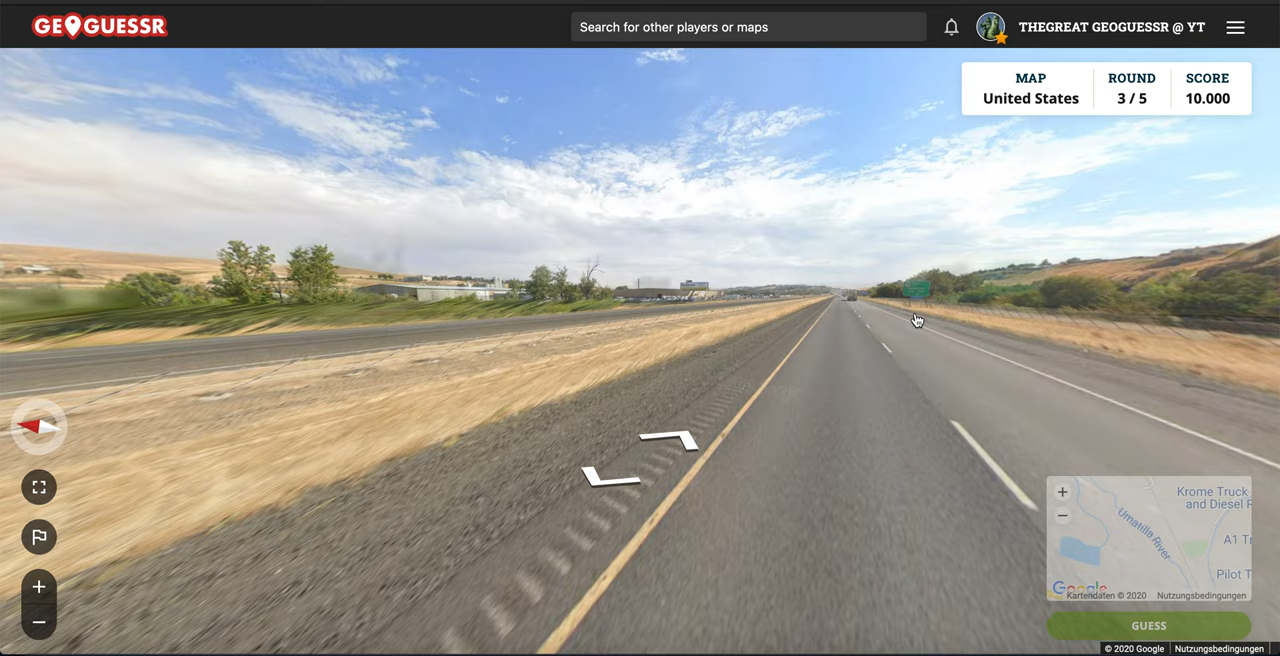 GEOGUESSR
Search for other players or maps
THEGREAT GEOGUESSR @ YT
MAP
ROUND
SCORE
United States
3 / 5
10.000
Krome Truck
and Diesel
Umatilla River
A1
Pilot
Google
Kartendaten © 2020
Nutzungsbedingungen
GUESS
© 2020 Google
Nutzungsbedingungen